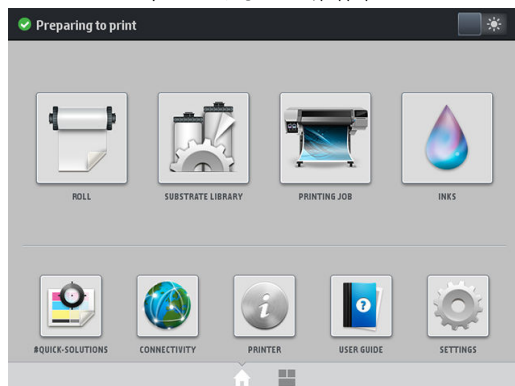 Preparing to print
ROLL
SUBSTRATE LIBRARY
PRINTING JOB
INKS
#QUICK-SOLUTIONS
CONNECTIVITY
PRINTER
USER GUIDE
SETTINGS